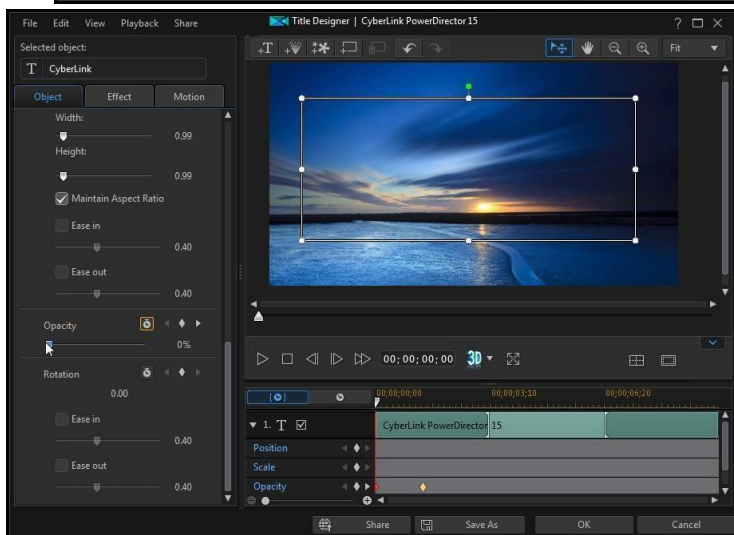 File Edit View Playback Share
Title Designer | CyberLink PowerDirector 15
?
Selected object:
T CyberLink
+T
Fit
Object Effect Motion
Width:
0.99
Height:
0.99
Maintain Aspect Ratio
Ease in
0.40
Ease out
0.40
Opacity
0%
Rotation
0.00
Ease in
0.40
Ease out
0.40
00;00;00;00
3D
00;00;00;00 00;00;03;10 00;00;06;20
1. T
CyberLink PowerDirector 15
Position
Scale
Opacity
Share Save As OK Cancel